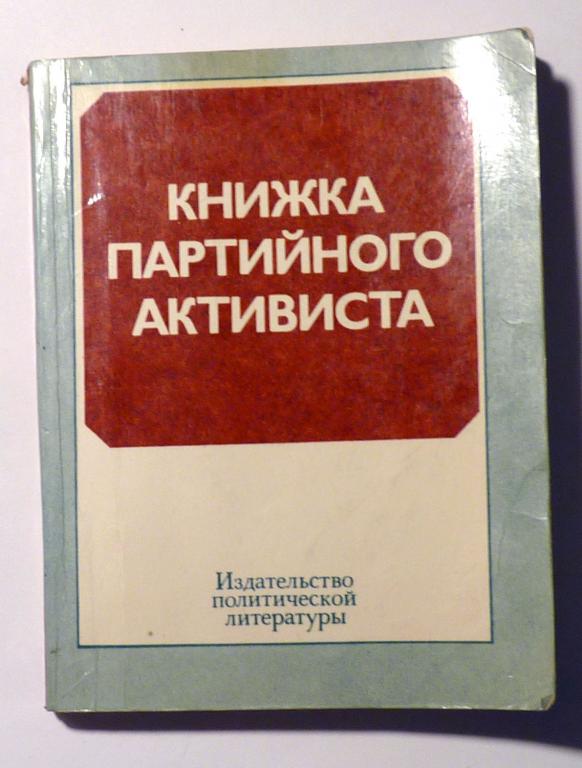 КНИЖКА
ПАРТИЙНОГО
АКТИВИСТА
Издательство
политической
литературы